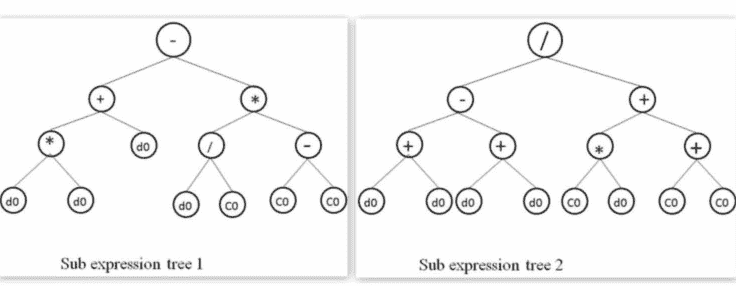 - /
+ * - +
* d0 / - + + * +
d0 d0 d0 C0 C0 C0 d0 d0 d0 d0 C0 d0 C0 C0
Sub expression tree 1 Sub expression tree 2